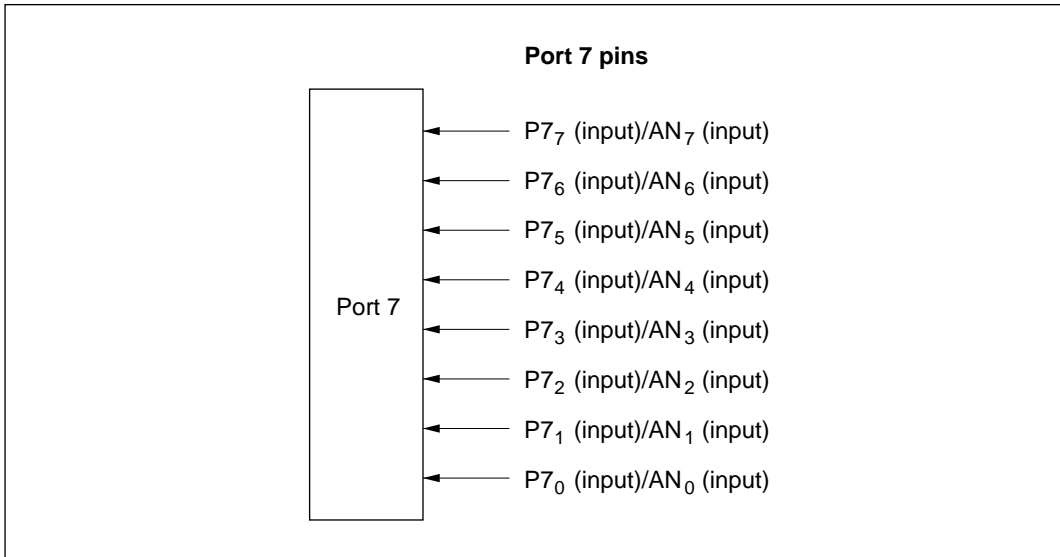 Port 7 pins
P7₇ (input)/AN₇ (input)
P7₆ (input)/AN₆ (input)
P7₅ (input)/AN₅ (input)
P7₄ (input)/AN₄ (input)
Port 7
P7₃ (input)/AN₃ (input)
P7₂ (input)/AN₂ (input)
P7₁ (input)/AN₁ (input)
P7₀ (input)/AN₀ (input)